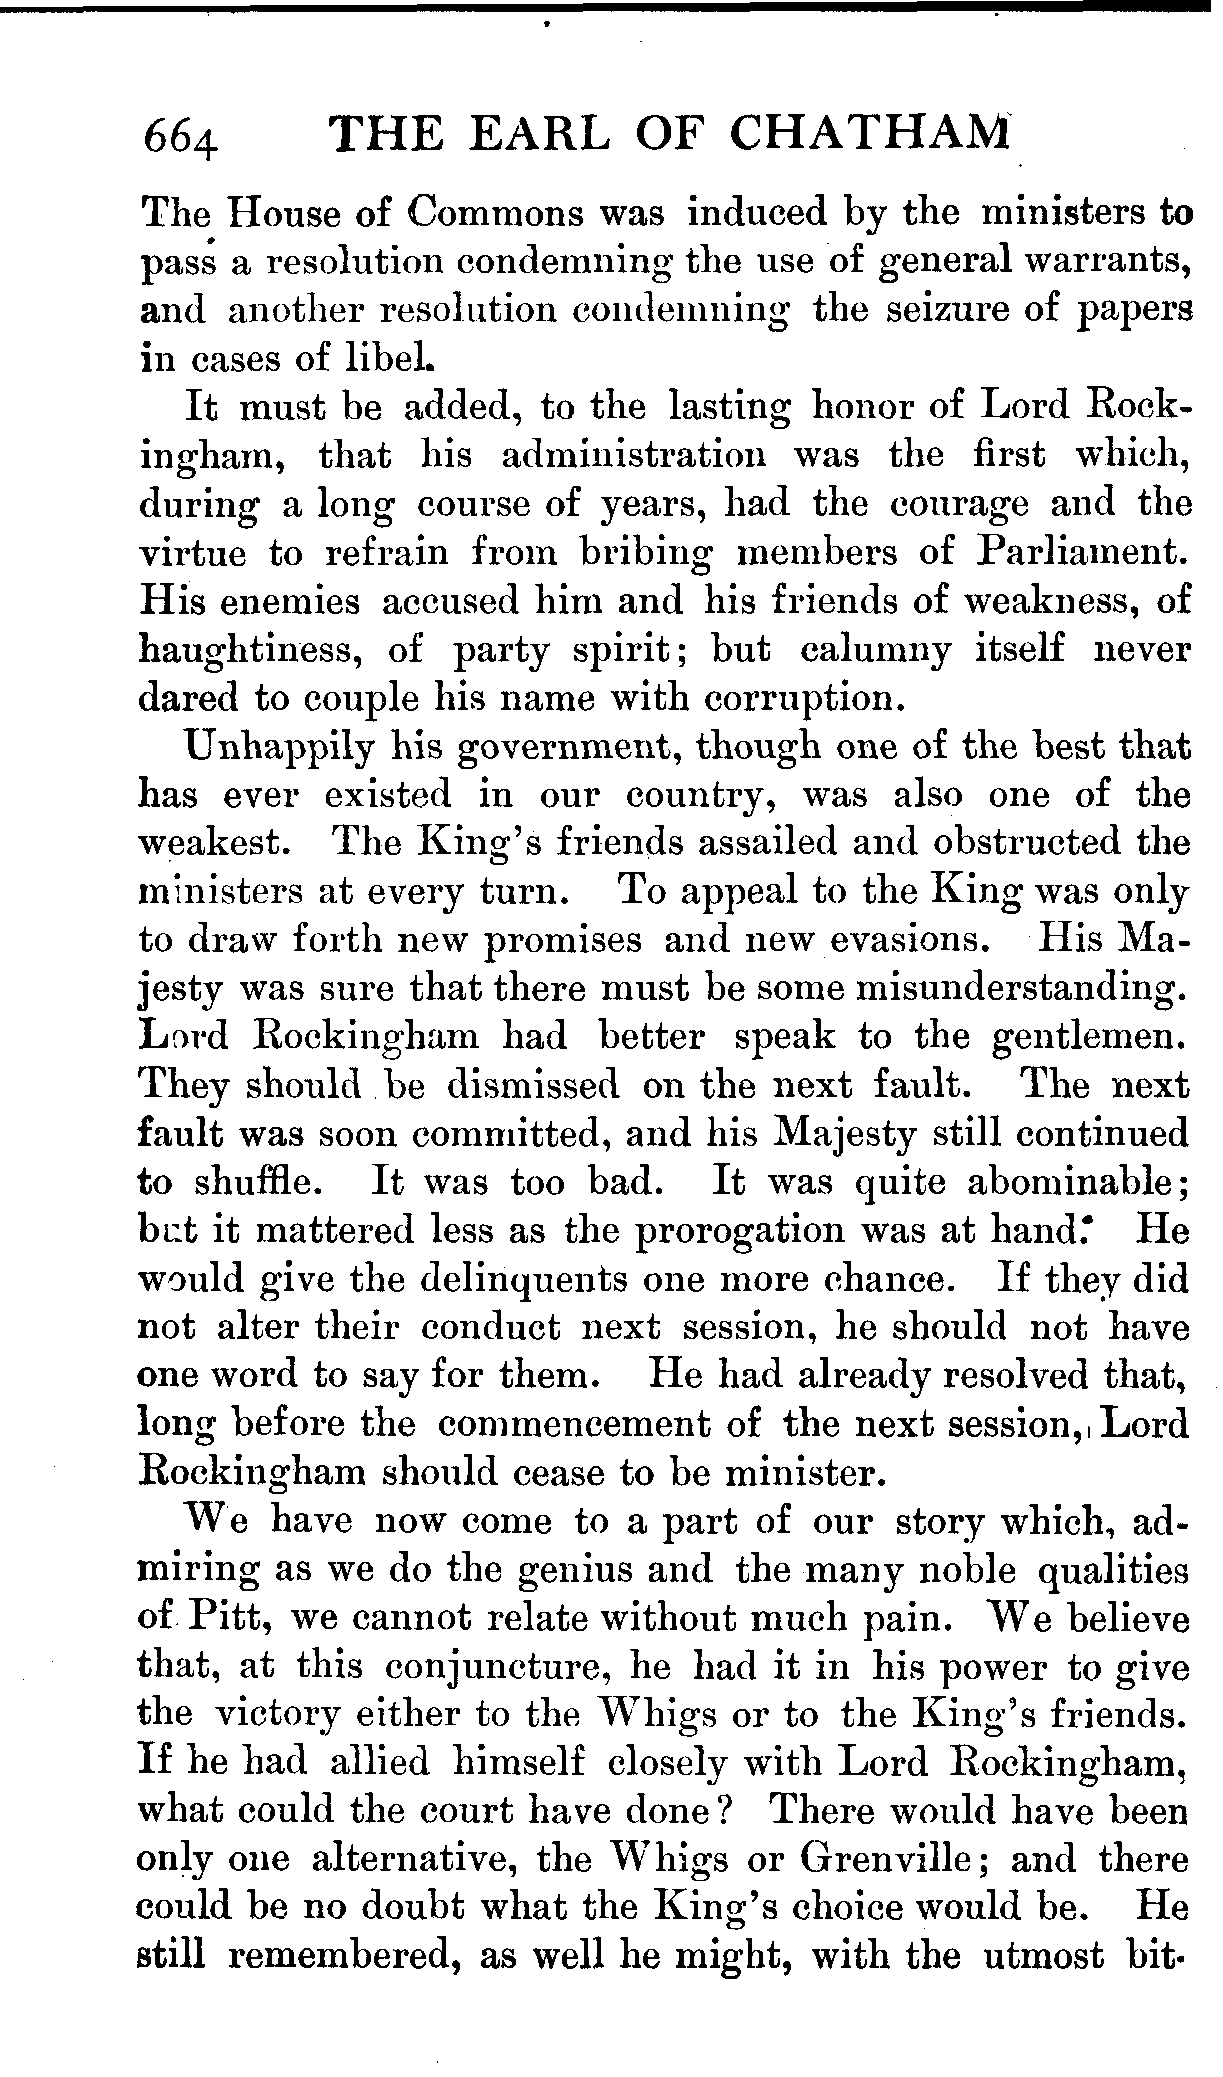 664 THE EARL OF CHATHAM
The House of Commons was induced by the ministers to
pass a resolution condemning the use of general warrants,
and another resolution condemning the seizure of papers
in cases of libel.
It must be added, to the lasting honor of Lord Rock-
ingham, that his administration was the first which,
during a long course of years, had the courage and the
virtue to refrain from bribing members of Parliament.
His enemies accused him and his friends of weakness, of
haughtiness, of party spirit; but calumny itself never
dared to couple his name with corruption.
Unhappily his government, though one of the best that
has ever existed in our country, was also one of the
weakest. The King's friends assailed and obstructed the
ministers at every turn. To appeal to the King was only
to draw forth new promises and new evasions. His Ma-
jesty was sure that there must be some misunderstanding.
Lord Rockingham had better speak to the gentlemen.
They should be dismissed on the next fault. The next
fault was soon committed, and his Majesty still continued
to shuffle. It was too bad. It was quite abominable;
but it mattered less as the prorogation was at hand. He
would give the delinquents one more chance. If they did
not alter their conduct next session, he should not have
one word to say for them. He had already resolved that,
long before the commencement of the next session, Lord
Rockingham should cease to be minister.
We have now come to a part of our story which, ad-
miring as we do the genius and the many noble qualities
of Pitt, we cannot relate without much pain. We believe
that, at this conjuncture, he had it in his power to give
the victory either to the Whigs or to the King's friends.
If he had allied himself closely with Lord Rockingham,
what could the court have done? There would have been
only one alternative, the Whigs or Grenville; and there
could be no doubt what the King's choice would be. He
still remembered, as well he might, with the utmost bit-